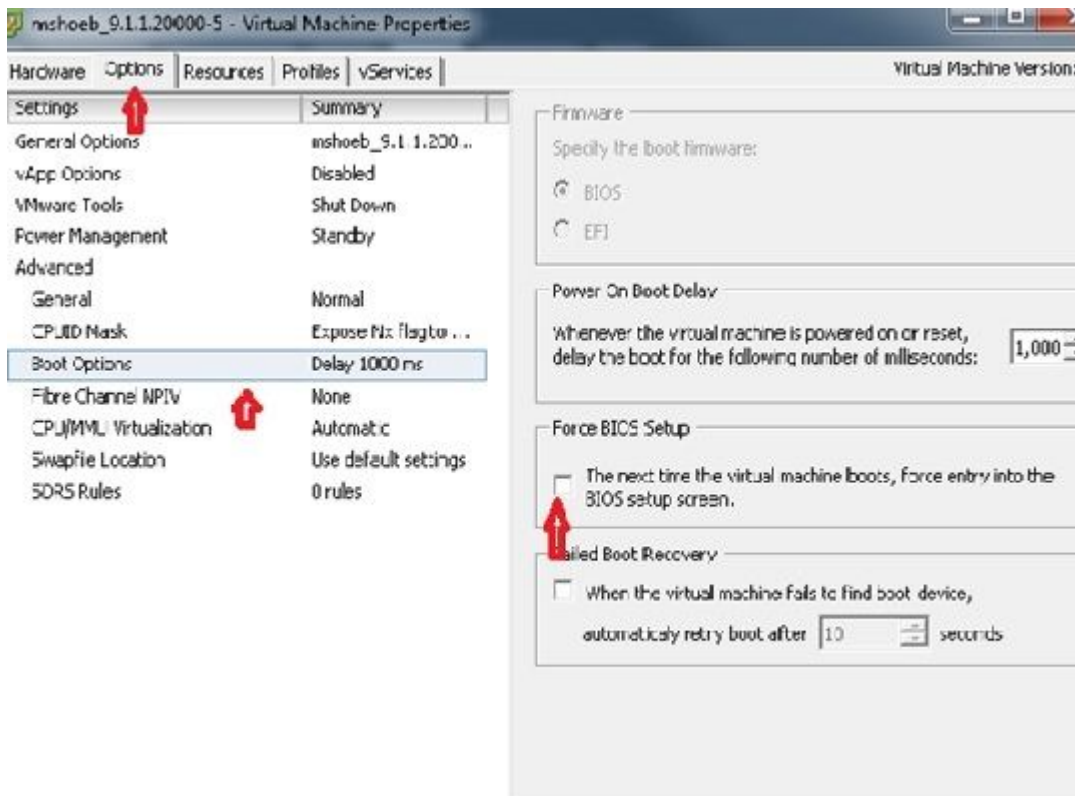 mshoeb_9.1.1.20000-5 - Virtual Machine Properties
Hardware Options Resources Profiles vServices Virtual Machine Version:
Settings Summary
General Options mshoeb_9.1.1.200...
vApp Options Disabled
VMware Tools Shut Down
Power Management Standby
Advanced
General Normal
CPUID Mask Expose Nx flag to ...
Boot Options Delay 1000 ms
Fibre Channel NPIV None
CPU/MMU Virtualization Automatic
Swapfile Location Use default settings
SDRS Rules 0 rules
Firmware
Specify the boot firmware:
BIOS
EFI
Power On Boot Delay
Whenever the virtual machine is powered on or reset,
delay the boot for the following number of milliseconds: 1,000
Force BIOS Setup
The next time the virtual machine boots, force entry into the
BIOS setup screen.
Failed Boot Recovery
When the virtual machine fails to find boot device,
automatically retry boot after 10 seconds